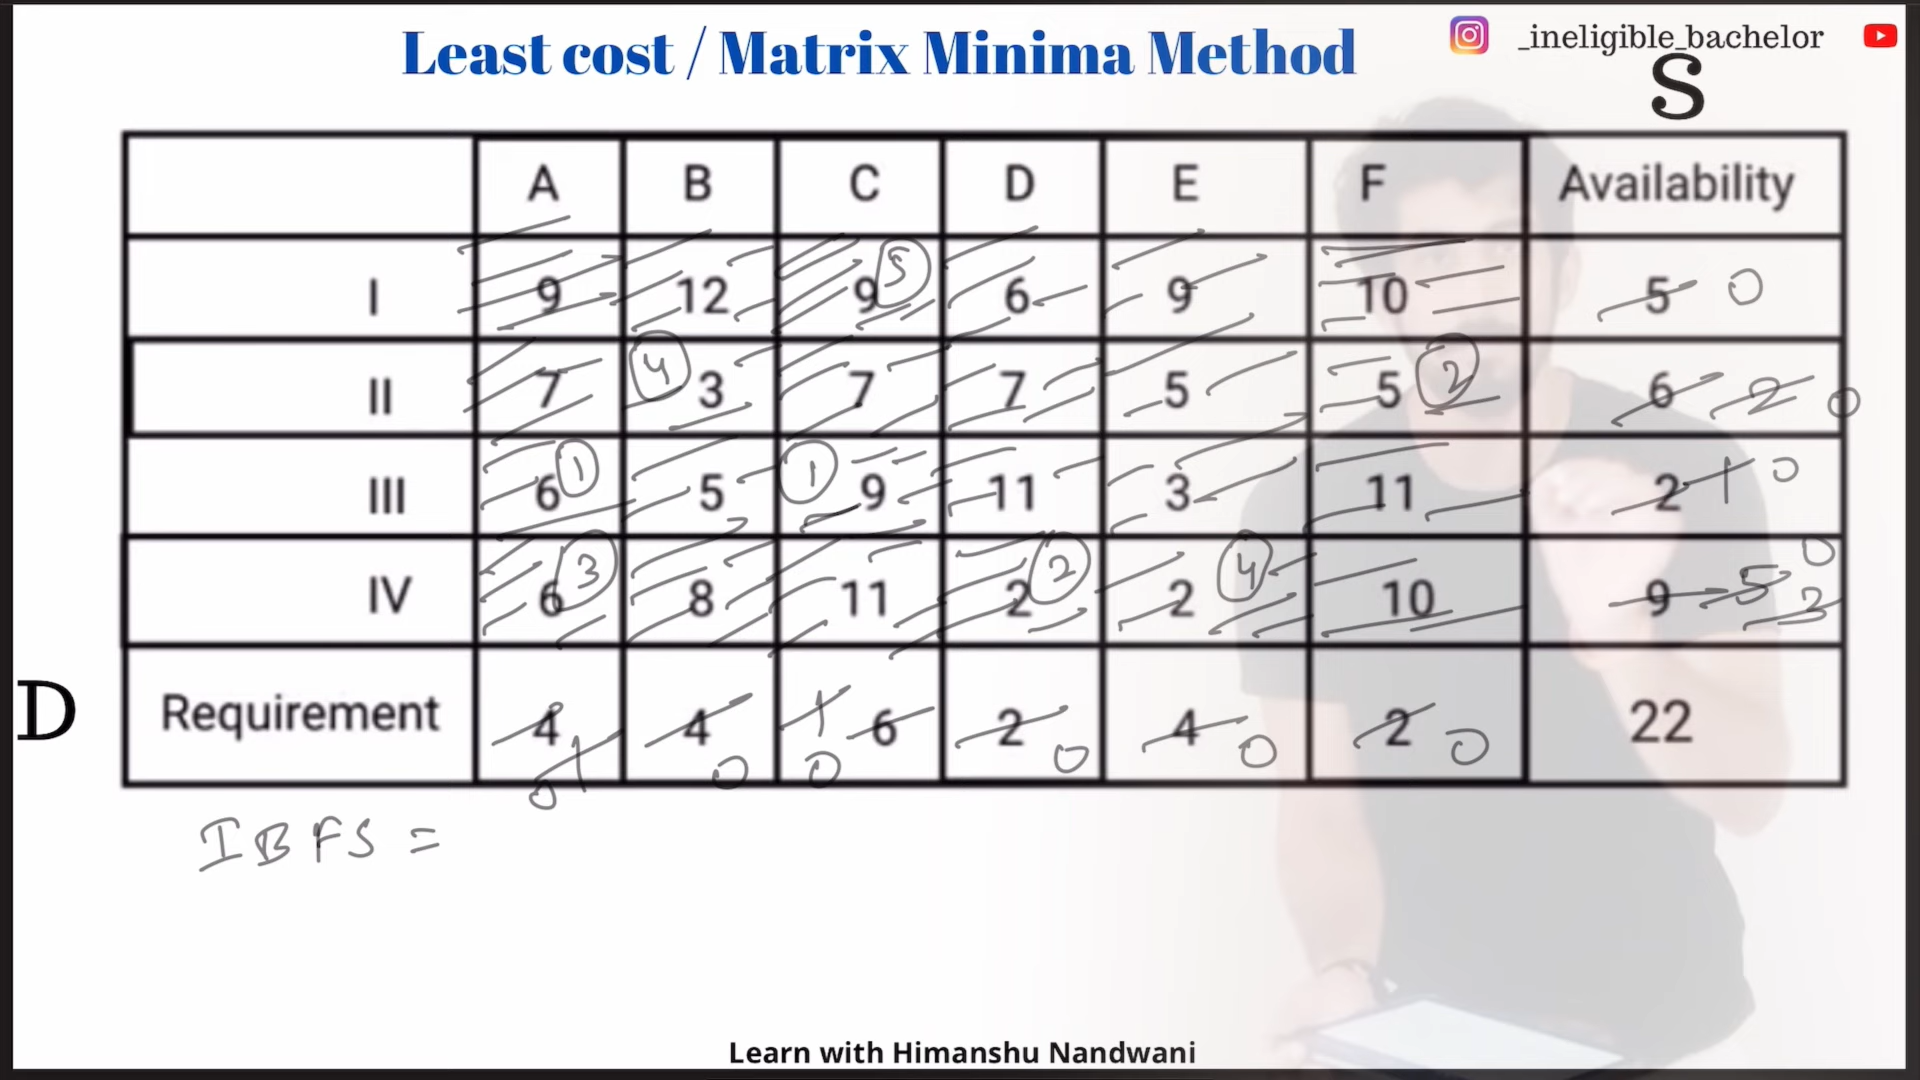 Least cost / Matrix Minima Method
_ineligible_bachelor
S
A B C D E F Availability
I 9 12 9 5 6 9 10 5 0
II 7 4 3 7 7 5 5 2 6 2 0
III 6 1 5 1 9 11 3 11 2 1 0
IV 6 3 8 11 2 2 2 4 10 9 5 3 0
D
Requirement 4 1 0 4 0 1 6 0 2 0 4 0 2 0 22
IBFS =
Learn with Himanshu Nandwani